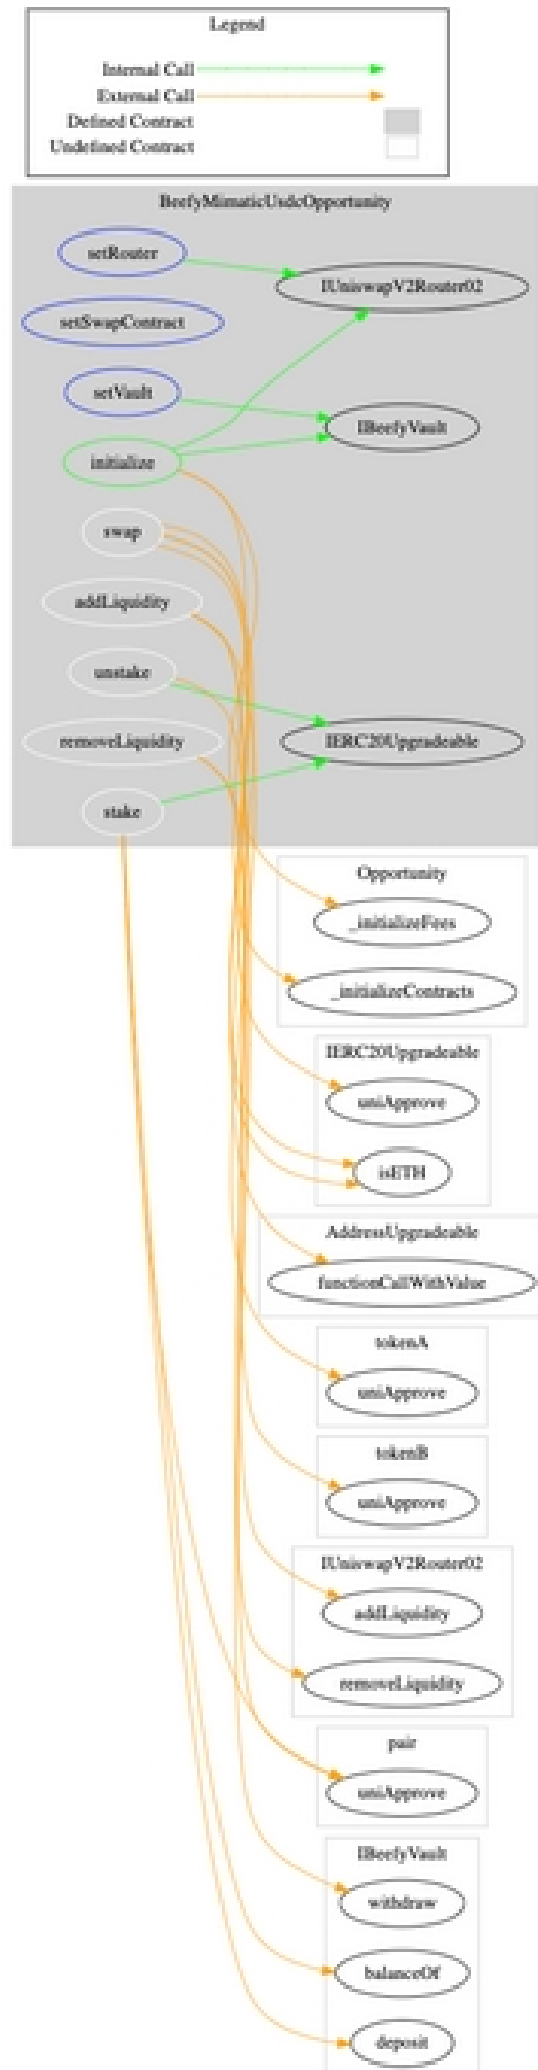 Legend
Internal Call
External Call
Defined Contract
Undefined Contract
BeefyMimaticUsdcOpportunity
setRouter
IUniswapV2Router02
setSwapContract
setVault
IBeefyVault
initialize
swap
addLiquidity
unstake
removeLiquidity
IERC20Upgradeable
stake
Opportunity
_initializeFees
_initializeContracts
IERC20Upgradeable
uniApprove
isETH
AddressUpgradeable
functionCallWithValue
tokenA
uniApprove
tokenB
uniApprove
IUniswapV2Router02
addLiquidity
removeLiquidity
pair
uniApprove
IBeefyVault
withdraw
balanceOf
deposit